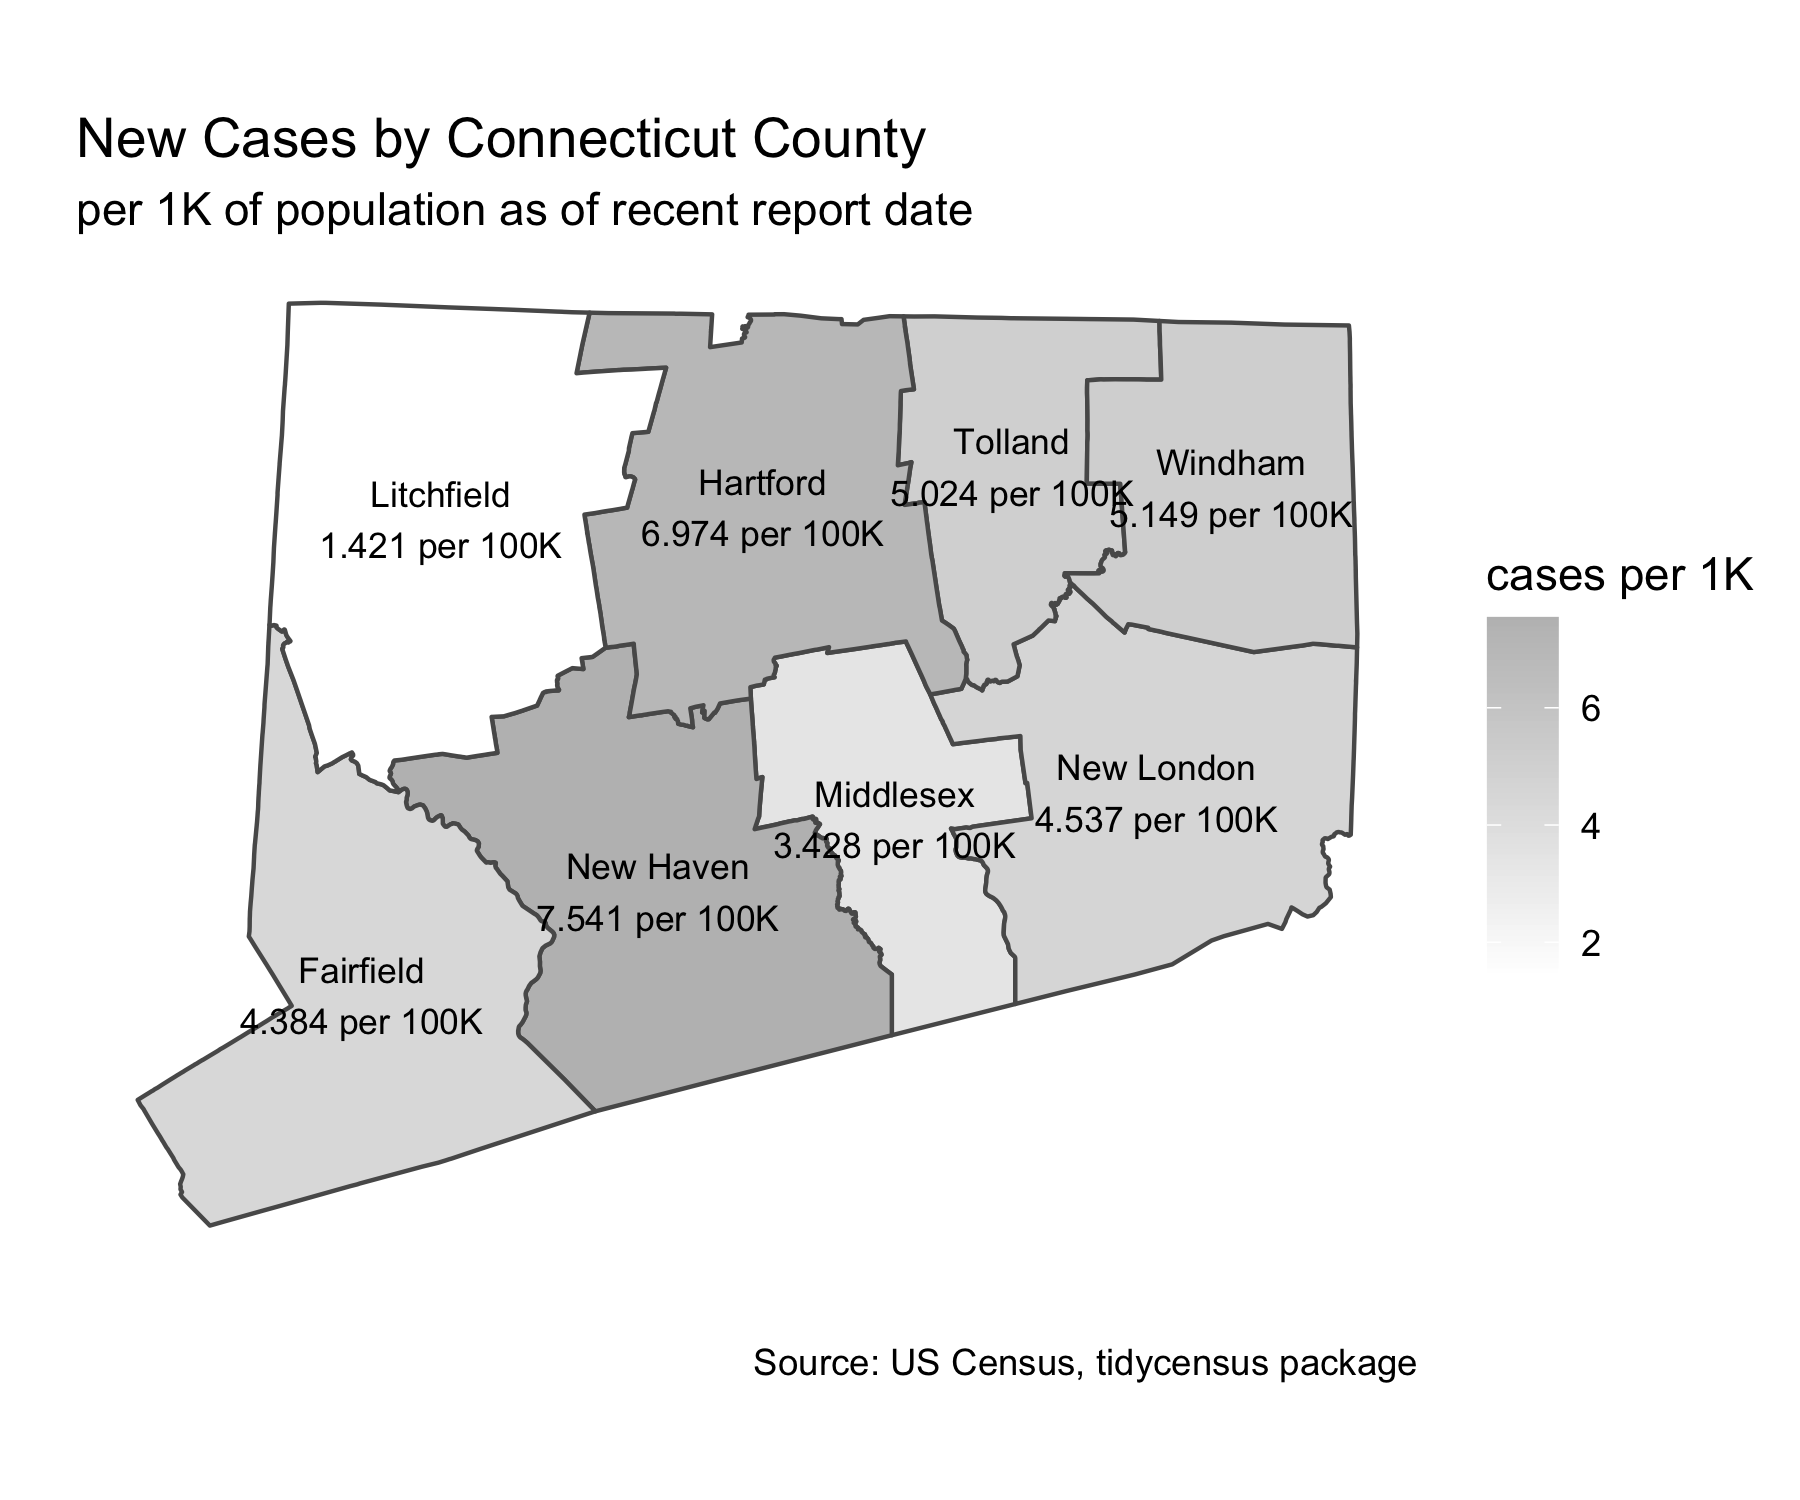 New Cases by Connecticut County
per 1K of population as of recent report date
Tolland
5.024 per 100K
Windham
5.149 per 100K
Hartford
6.974 per 100K
Litchfield
1.421 per 100K
cases per 1K
6
4
2
New London
4.537 per 100K
Middlesex
3.428 per 100K
New Haven
7.541 per 100K
Fairfield
4.384 per 100K
Source: US Census, tidycensus package